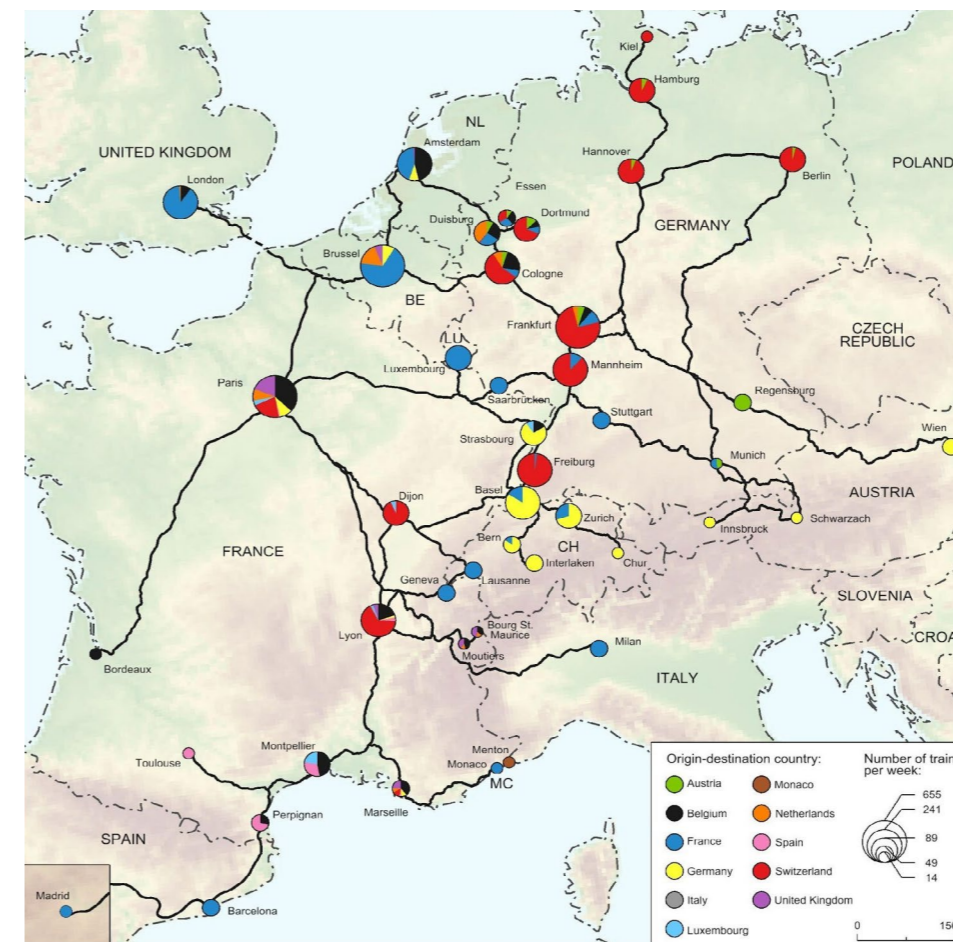 Kiel
Hamburg
NL
Amsterdam
UNITED KINGDOM
Hannover
Berlin
POLAND
London
Essen
Duisburg
Dortmund
GERMANY
Brussel
Cologne
BE
Frankfurt
CZECH
REPUBLIC
LU
Luxembourg
Mannheim
Paris
Saarbrücken
Regensburg
Stuttgart
Strasbourg
Wien
Freiburg
Munich
Basel
Dijon
AUSTRIA
Zurich
Schwarzach
Innsbruck
Bern
CH
FRANCE
Interlaken
Chur
Geneva
Lausanne
SLOVENIA
Bourg St.
Maurice
Lyon
CROA
Milan
Moutiers
Bordeaux
ITALY
Montpellier
Menton
Toulouse
Monaco
MC
Marseille
Perpignan
SPAIN
Madrid
Barcelona
Origin-destination country:
Austria
Belgium
France
Germany
Italy
Luxembourg
Monaco
Netherlands
Spain
Switzerland
United Kingdom
Number of train
per week:
655
241
89
49
14
0
150